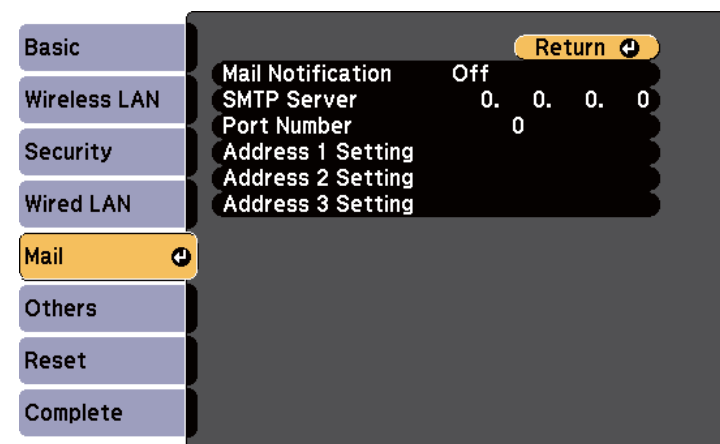 Basic
Wireless LAN
Security
Wired LAN
Mail
Others
Reset
Complete
Return
Mail Notification Off
SMTP Server 0. 0. 0. 0
Port Number 0
Address 1 Setting
Address 2 Setting
Address 3 Setting